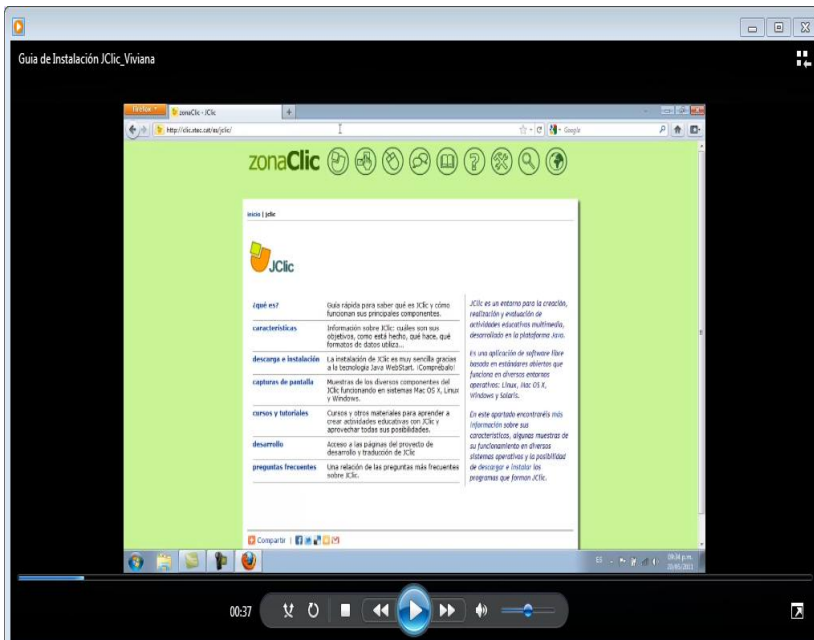 Guia de Instalación JClic_Viviana
Firefox
zonaClic - JClic
http://clic.xtec.cat/es/jclic/
Google
zonaClic
inicio | jclic
JClic
¿qué es?
Guía rápida para saber qué es JClic y cómo
funcionan sus principales componentes.
características
Información sobre JClic: cuáles son sus
objetivos, como está hecho, qué hace, qué
formatos de datos utiliza...
descarga e instalación
La instalación de JClic es muy sencilla gracias
a la tecnología Java WebStart. ¡Comprébalo!
capturas de pantalla
Muestras de los diversos componentes del
JClic funcionando en sistemas Mac OS X, Linux
y Windows.
cursos y tutoriales
Cursos y otros materiales para aprender a
crear actividades educativas con JClic y
aprovechar todas sus posibilidades.
desarrollo
Acceso a las páginas del proyecto de
desarrollo y traducción de JClic
preguntas frecuentes
Una relación de las preguntas más frecuentes
sobre JClic.
JClic es un entorno para la creación,
realización y evaluación de
actividades educativas multimedia,
desarrollado en la plataforma Java.
Es una aplicación de software libre
basada en estándares abiertos que
funciona en diversos entornos
operativos: Linux, Mac OS X,
Windows y Solaris.
En este apartado encontraréis más
información sobre sus
características, algunas muestras de
su funcionamiento en diversos
sistemas operativos y la posibilidad
de descargar e instalar los
programas que forman JClic.
Compartir |
ES
09:04 p.m.
00:37